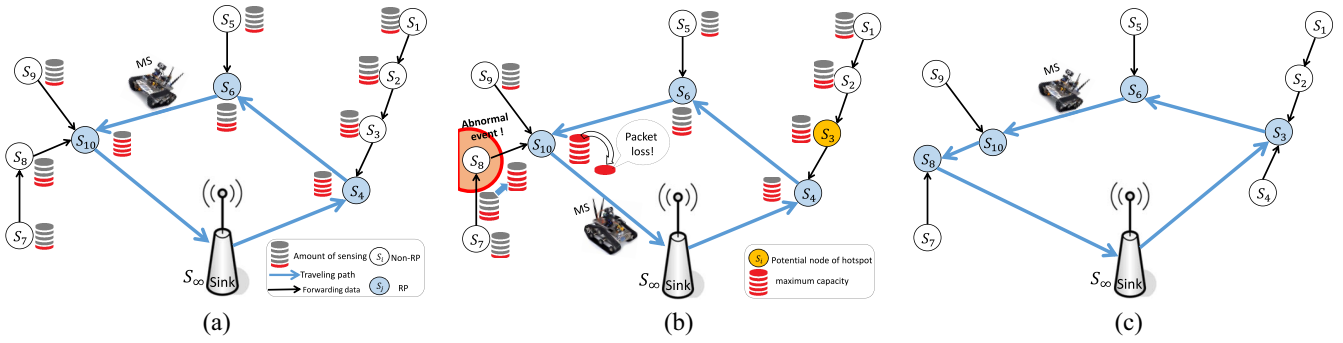 S5
S1
MS
S9
S2
S6
S3
S8
S10
S4
S7
S∞
Sink
Amount of sensing
Si
Non-RP
Traveling path
Forwarding data
Sj
RP
(a)
S5
S1
S9
S2
S6
Abnormal
event !
S3
Packet
loss!
S10
S8
S4
MS
S7
S∞
Sink
Si
Potential node of hotspot
maximum capacity
(b)
S5
S1
MS
S9
S2
S6
S3
S10
S8
S4
S7
S∞
Sink
(c)